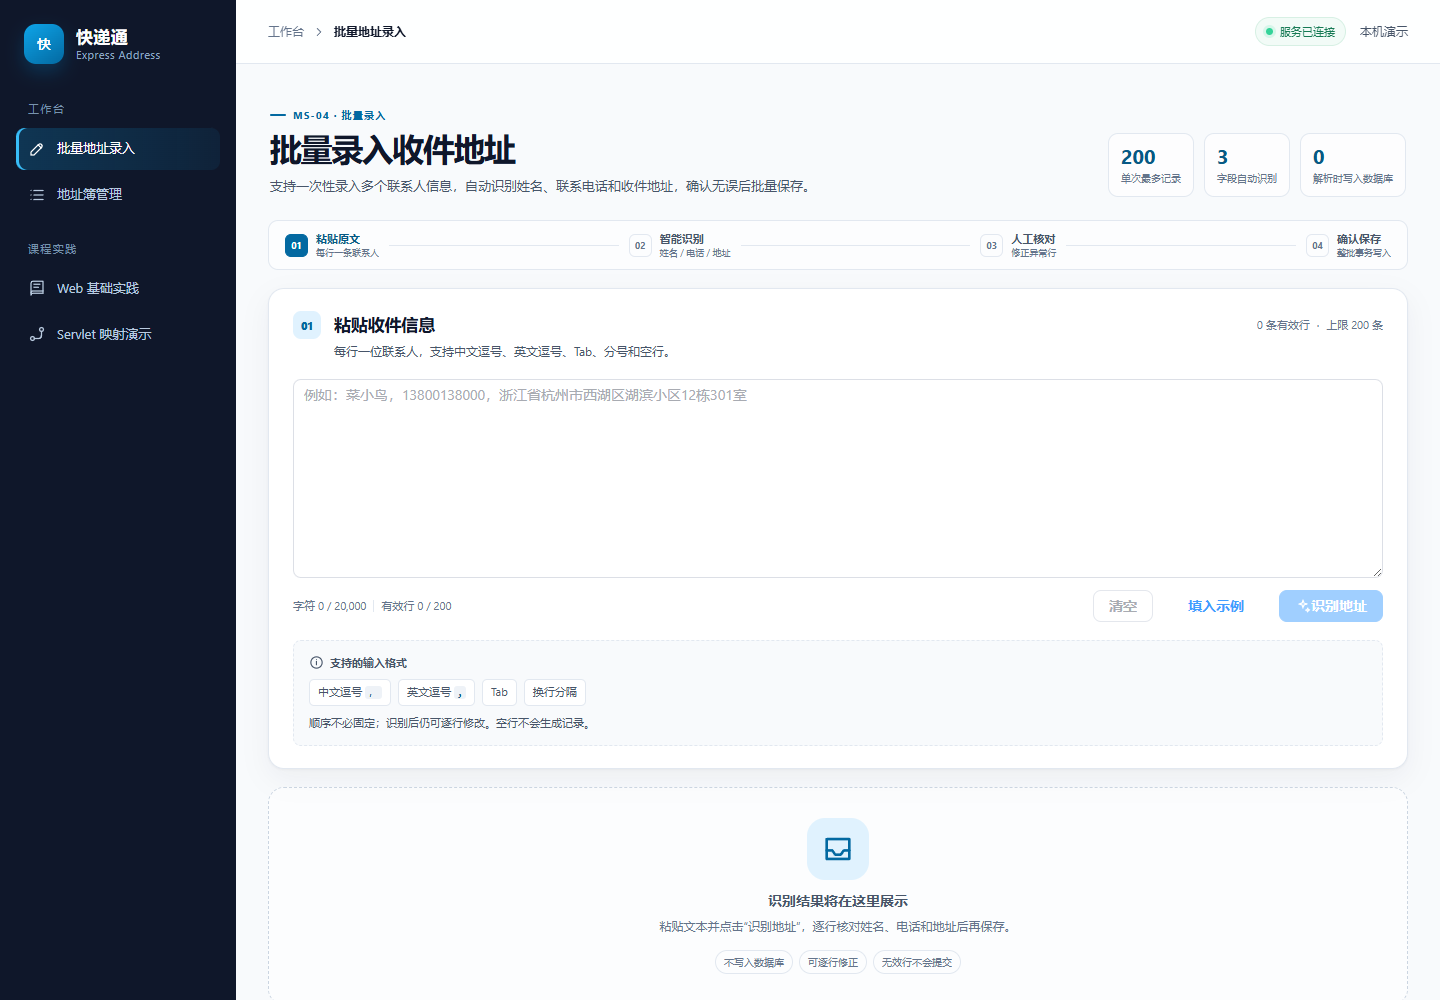 快
快递通
Express Address
工作台
批量地址录入
地址簿管理
课程实践
Web 基础实践
Servlet 映射演示
工作台 > 批量地址录入
服务已连接
本机演示
MS-04 · 批量录入
批量录入收件地址
支持一次性录入多个联系人信息，自动识别姓名、联系电话和收件地址，确认无误后批量保存。
200
单次最多记录
3
字段自动识别
0
解析时写入数据库
01
粘贴原文
每行一条联系人
02
智能识别
姓名 / 电话 / 地址
03
人工核对
修正异常行
04
确认保存
整批事务写入
01
粘贴收件信息
0 条有效行 · 上限 200 条
每行一位联系人，支持中文逗号、英文逗号、Tab、分号和空行。
例如：菜小鸟，13800138000，浙江省杭州市西湖区湖滨小区12栋301室
字符 0 / 20,000
有效行 0 / 200
清空
填入示例
识别地址
支持的输入格式
中文逗号 ，
英文逗号 ,
Tab
换行分隔
顺序不必固定；识别后仍可逐行修改。空行不会生成记录。
识别结果将在这里展示
粘贴文本并点击“识别地址”，逐行核对姓名、电话和地址后再保存。
不写入数据库
可逐行修正
无效行不会提交